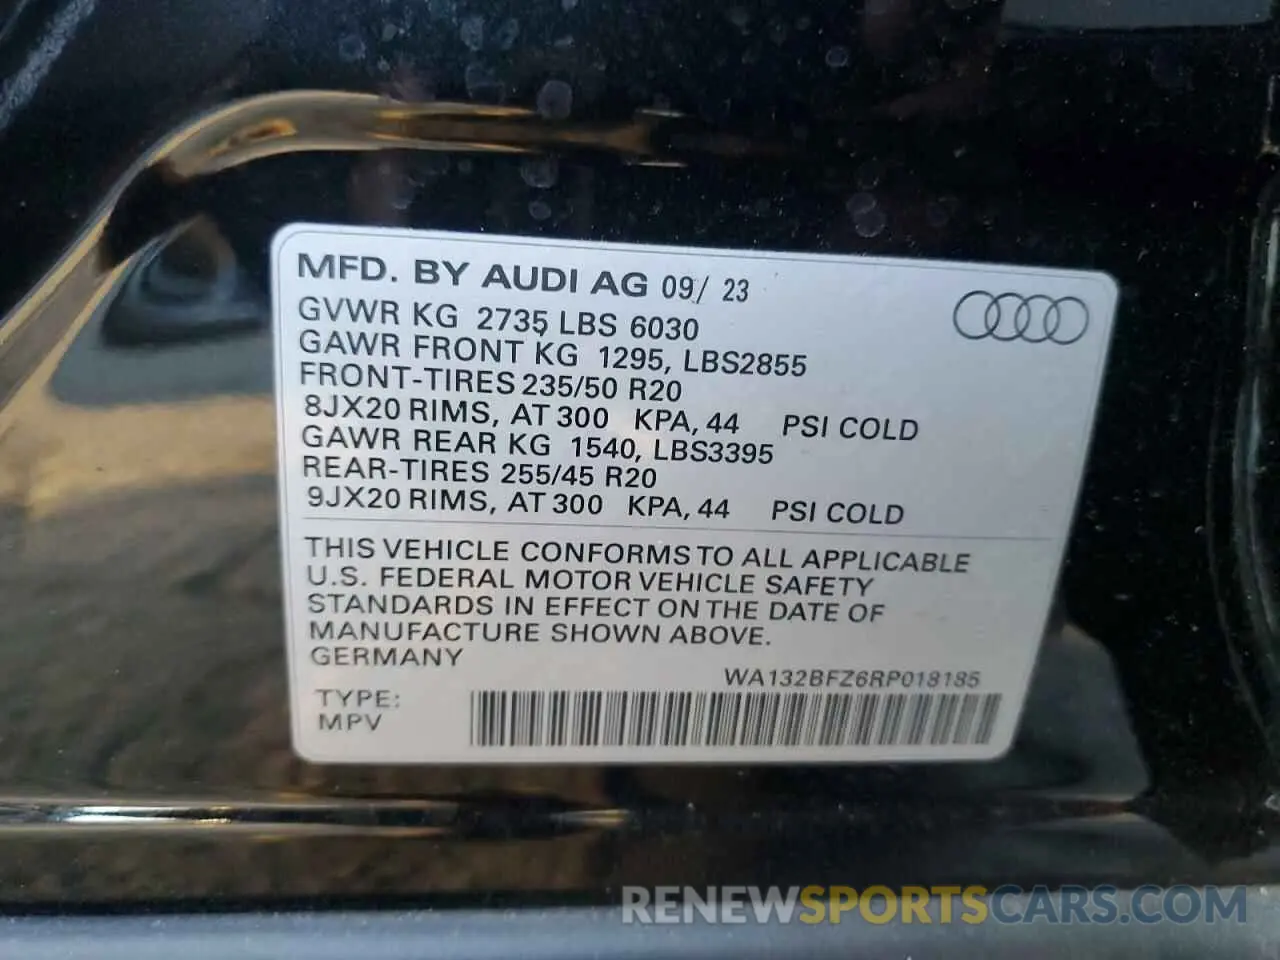 MFD. BY AUDI AG 09/ 23
GVWR KG 2735 LBS 6030
GAWR FRONT KG 1295, LBS2855
FRONT-TIRES 235/50 R20
8JX20 RIMS, AT 300 KPA, 44 PSI COLD
GAWR REAR KG 1540, LBS3395
REAR-TIRES 255/45 R20
9JX20 RIMS, AT 300 KPA, 44 PSI COLD
THIS VEHICLE CONFORMS TO ALL APPLICABLE
U.S. FEDERAL MOTOR VEHICLE SAFETY
STANDARDS IN EFFECT ON THE DATE OF
MANUFACTURE SHOWN ABOVE.
GERMANY
WA132BFZ6RP018185
TYPE:
MPV
RENEWSPORTSCARS.COM